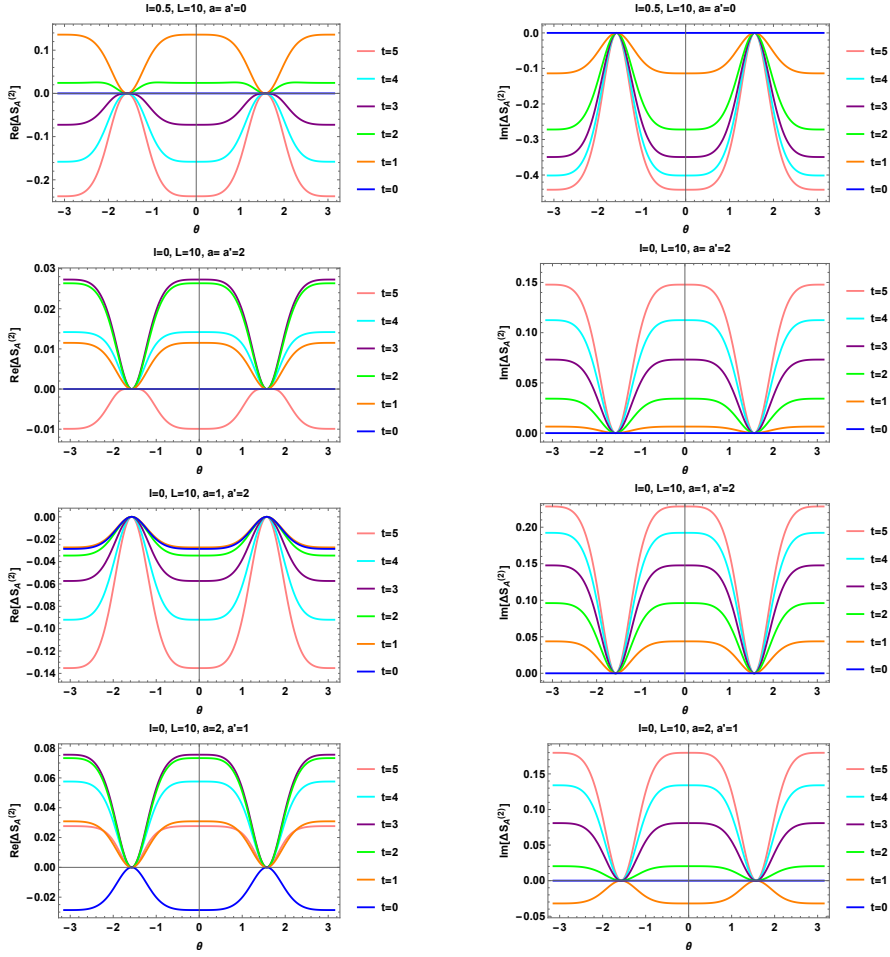 l=0.5, L=10, a= a'=0
Re[ΔS_A^(2)]
0.1
0.0
-0.1
-0.2
-3 -2 -1 0 1 2 3
θ
t=5
t=4
t=3
t=2
t=1
t=0
l=0.5, L=10, a= a'=0
Im[ΔS_A^(2)]
0.0
-0.1
-0.2
-0.3
-0.4
-3 -2 -1 0 1 2 3
θ
t=5
t=4
t=3
t=2
t=1
t=0
l=0, L=10, a= a'=2
Re[ΔS_A^(2)]
0.03
0.02
0.01
0.00
-0.01
-3 -2 -1 0 1 2 3
θ
t=5
t=4
t=3
t=2
t=1
t=0
l=0, L=10, a= a'=2
Im[ΔS_A^(2)]
0.15
0.10
0.05
0.00
-3 -2 -1 0 1 2 3
θ
t=5
t=4
t=3
t=2
t=1
t=0
l=0, L=10, a=1, a'=2
Re[ΔS_A^(2)]
0.00
-0.02
-0.04
-0.06
-0.08
-0.10
-0.12
-0.14
-3 -2 -1 0 1 2 3
θ
t=5
t=4
t=3
t=2
t=1
t=0
l=0, L=10, a=1, a'=2
Im[ΔS_A^(2)]
0.20
0.15
0.10
0.05
0.00
-3 -2 -1 0 1 2 3
θ
t=5
t=4
t=3
t=2
t=1
t=0
l=0, L=10, a=2, a'=1
Re[ΔS_A^(2)]
0.08
0.06
0.04
0.02
0.00
-0.02
-3 -2 -1 0 1 2 3
θ
t=5
t=4
t=3
t=2
t=1
t=0
l=0, L=10, a=2, a'=1
Im[ΔS_A^(2)]
0.15
0.10
0.05
0.00
-0.05
-3 -2 -1 0 1 2 3
θ
t=5
t=4
t=3
t=2
t=1
t=0